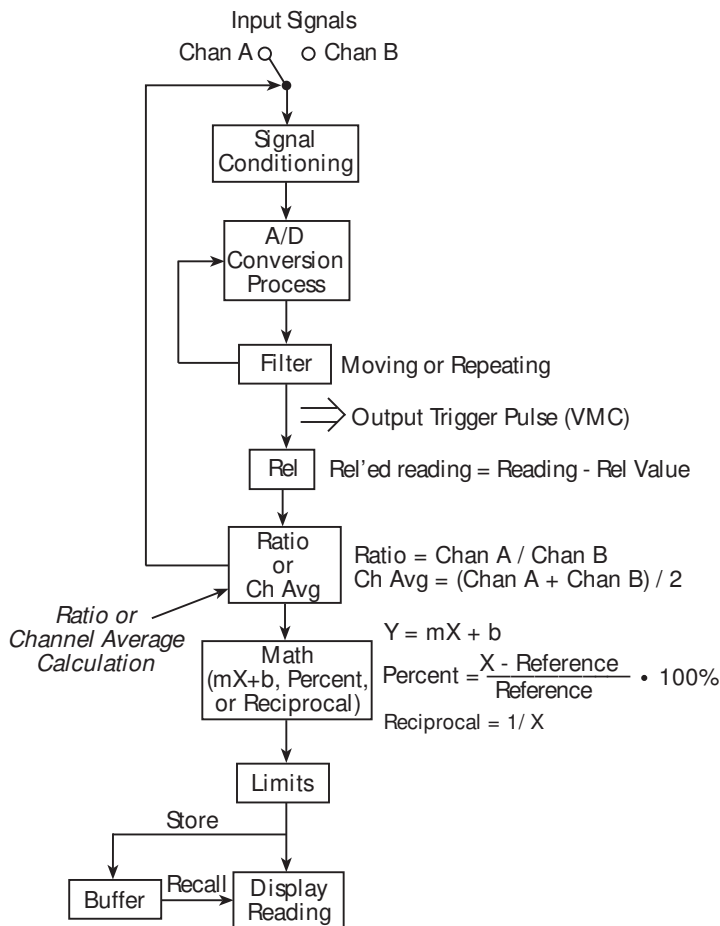 Input Signals
Chan A
Chan B
Signal
Conditioning
A/D
Conversion
Process
Filter
Moving or Repeating
Output Trigger Pulse (VMC)
Rel
Rel'ed reading = Reading - Rel Value
Ratio
or
Ch Avg
Ratio = Chan A / Chan B
Ch Avg = (Chan A + Chan B) / 2
Ratio or
Channel Average
Calculation
Math
(mX+b, Percent,
or Reciprocal)
Y = mX + b
Percent = X - Reference / Reference • 100%
Reciprocal = 1/ X
Limits
Store
Buffer
Recall
Display
Reading